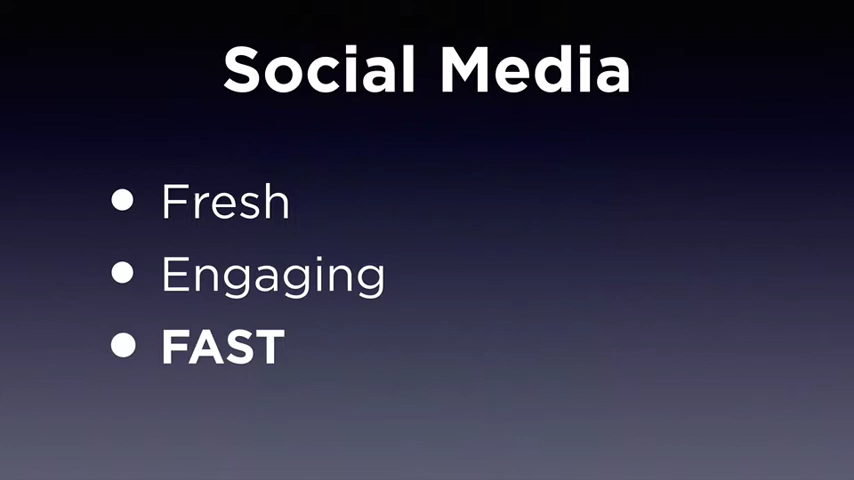 Social Media
• Fresh
• Engaging
• FAST